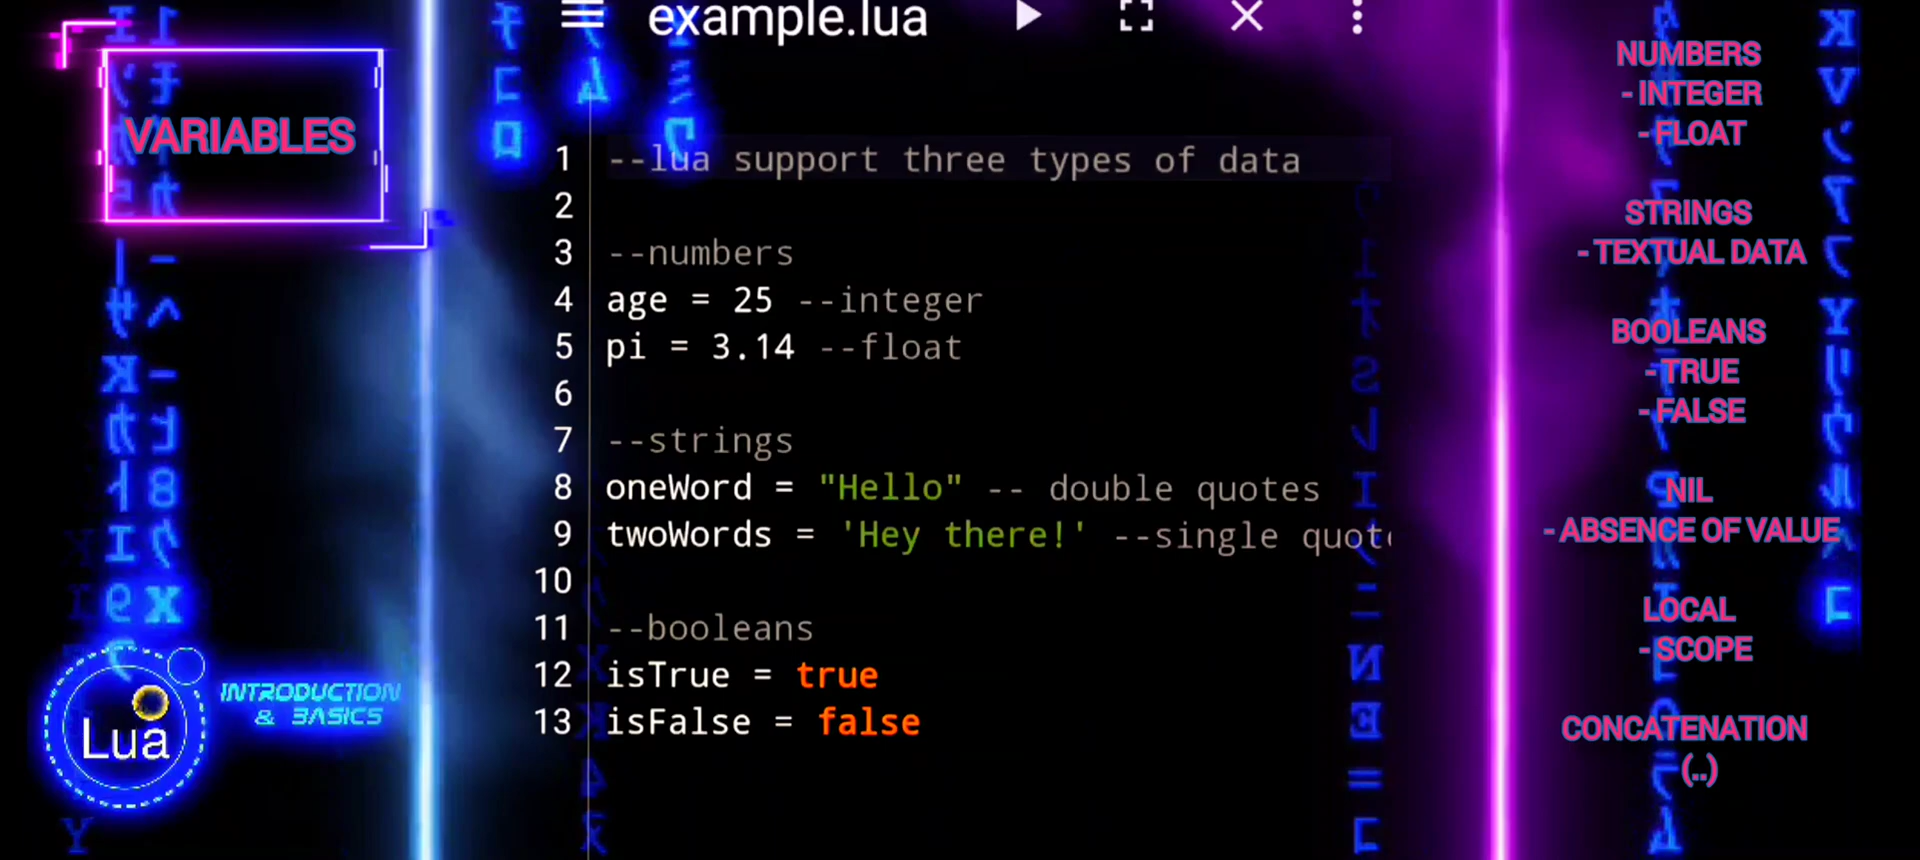 VARIABLES
Lua
INTRODUCTION
& BASICS
example.lua
1 --lua support three types of data
2
3 --numbers
4 age = 25 --integer
5 pi = 3.14 --float
6
7 --strings
8 oneWord = "Hello" -- double quotes
9 twoWords = 'Hey there!' --single
10
11 --booleans
12 isTrue = true
13 isFalse = false
NUMBERS
- INTEGER
- FLOAT
STRINGS
- TEXTUAL DATA
BOOLEANS
- TRUE
- FALSE
NIL
- ABSENCE OF VALUE
LOCAL
- SCOPE
CONCATENATION
(..)